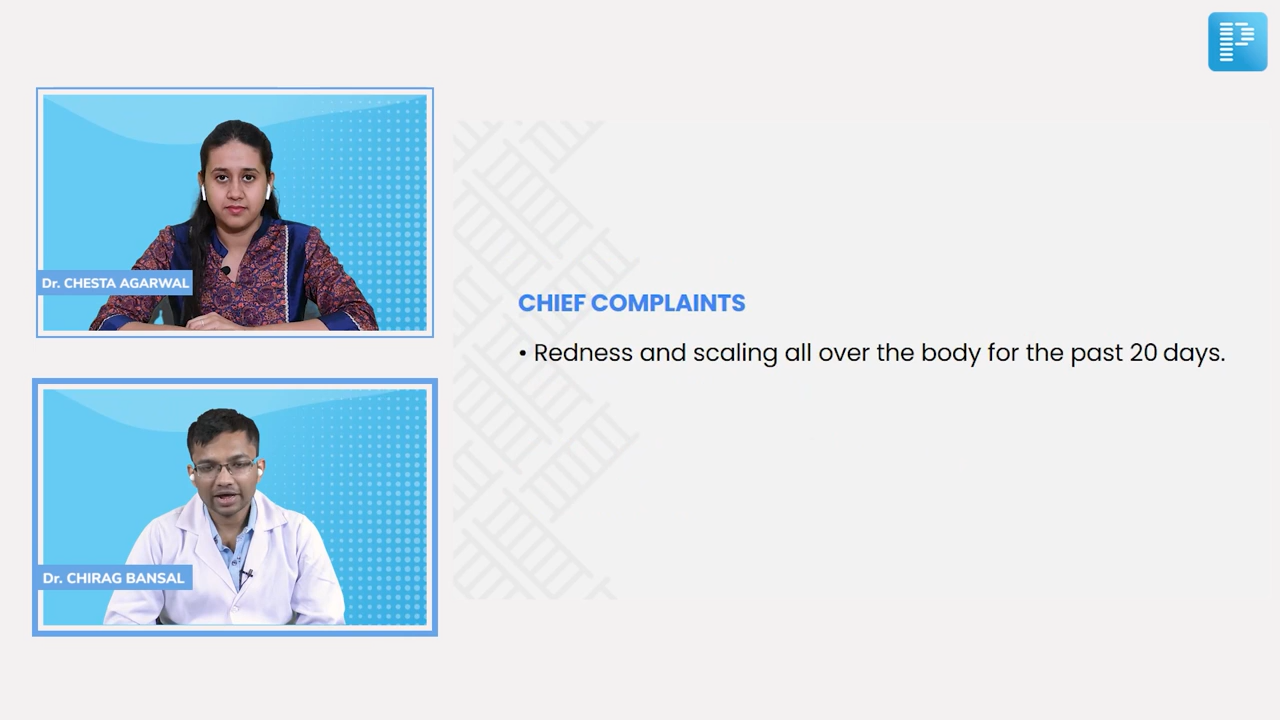 Dr. CHESTA AGARWAL
Dr. CHIRAG BANSAL
CHIEF COMPLAINTS
• Redness and scaling all over the body for the past 20 days.